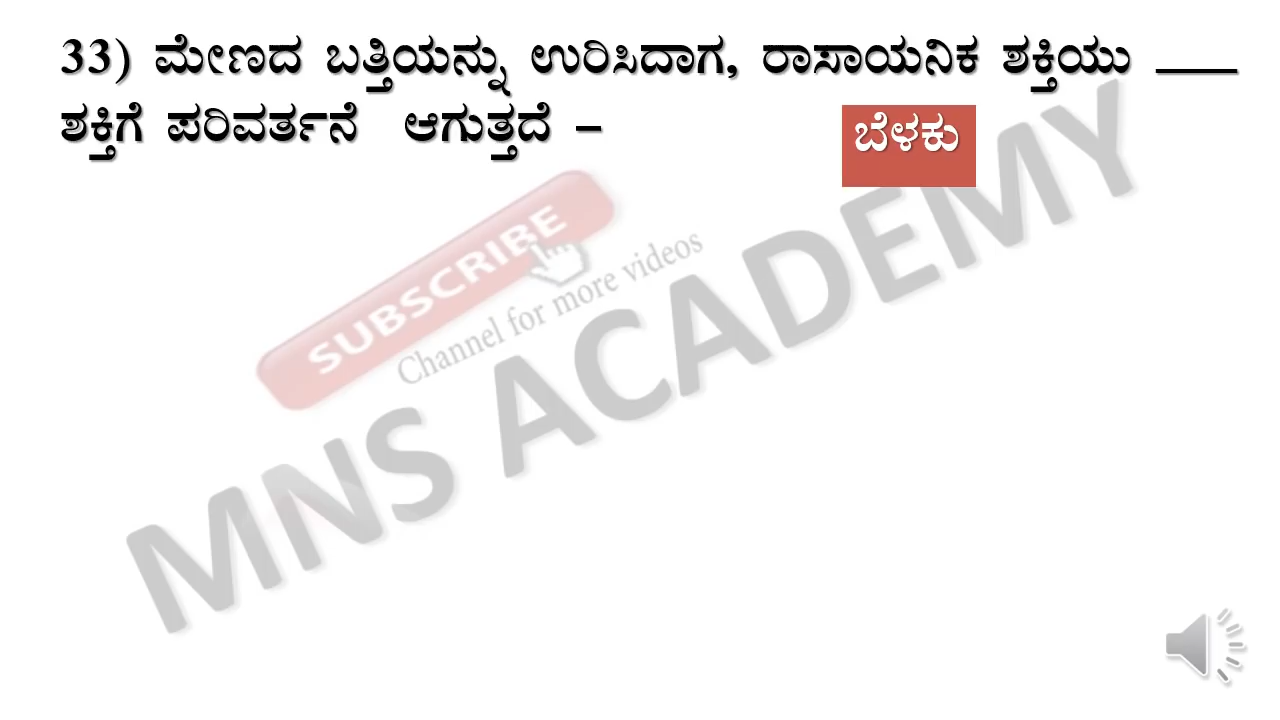 33) ಮೇಣದ ಬತ್ತಿಯನ್ನು ಉರಿಸಿದಾಗ, ರಾಸಾಯನಿಕ ಶಕ್ತಿಯು ___
ಶಕ್ತಿಗೆ ಪರಿವರ್ತನೆ ಆಗುತ್ತದೆ –
ಬೆಳಕು
SUBSCRIBE
Channel for more videos
MNS ACADEMY